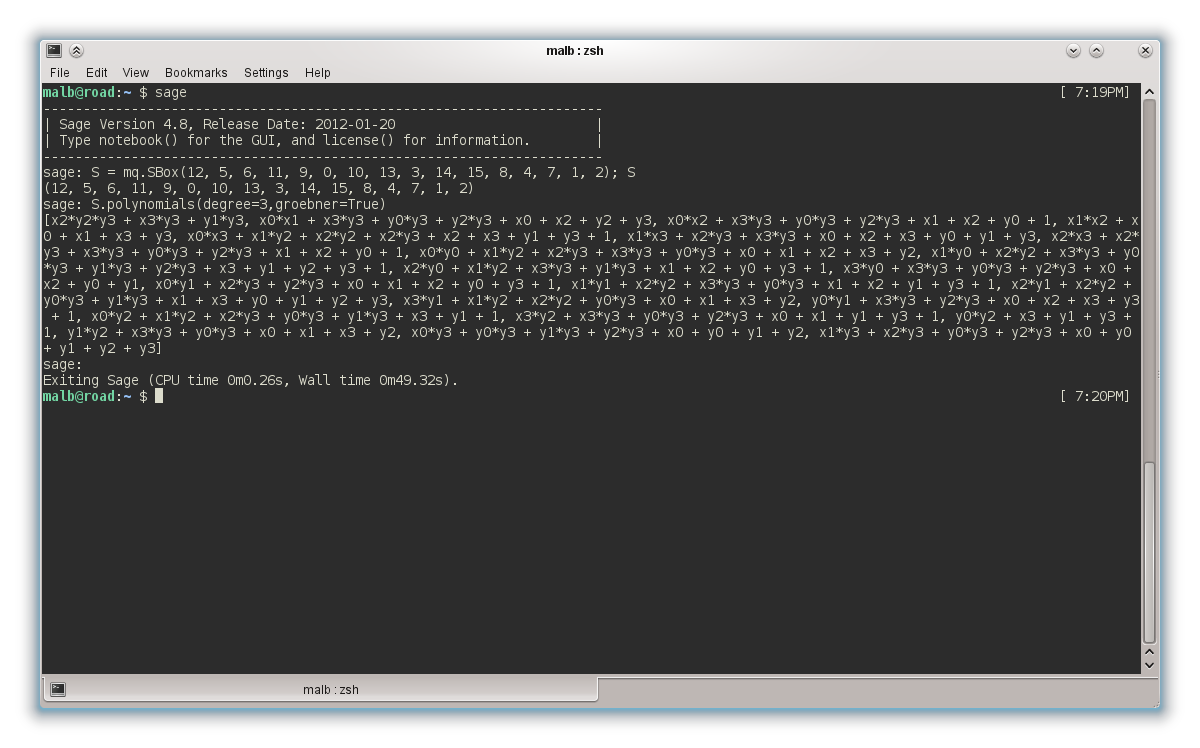 malb : zsh
File Edit View Bookmarks Settings Help
malb@road:~ $ sage [ 7:19PM]
----------------------------------------------------------------------
| Sage Version 4.8, Release Date: 2012-01-20 |
| Type notebook() for the GUI, and license() for information. |
----------------------------------------------------------------------
sage: S = mq.SBox(12, 5, 6, 11, 9, 0, 10, 13, 3, 14, 15, 8, 4, 7, 1, 2); S
(12, 5, 6, 11, 9, 0, 10, 13, 3, 14, 15, 8, 4, 7, 1, 2)
sage: S.polynomials(degree=3,groebner=True)
[x2*y2*y3 + x3*y3 + y1*y3, x0*x1 + x3*y3 + y0*y3 + y2*y3 + x0 + x2 + y2 + y3, x0*x2 + x3*y3 + y0*y3 + y2*y3 + x1 + x2 + y0 + 1, x1*x2 + x
0 + x1 + x3 + y3, x0*x3 + x1*y2 + x2*y2 + x2*y3 + x2 + x3 + y1 + y3 + 1, x1*x3 + x2*y3 + x3*y3 + x0 + x2 + x3 + y0 + y1 + y3, x2*x3 + x2*
y3 + x3*y3 + y0*y3 + y2*y3 + x1 + x2 + y0 + 1, x0*y0 + x1*y2 + x2*y3 + x3*y3 + y0*y3 + x0 + x1 + x2 + x3 + y2, x1*y0 + x2*y2 + x3*y3 + y0
*y3 + y1*y3 + y2*y3 + x3 + y1 + y2 + y3 + 1, x2*y0 + x1*y2 + x3*y3 + y1*y3 + x1 + x2 + y0 + y3 + 1, x3*y0 + x3*y3 + y0*y3 + y2*y3 + x0 +
x2 + y0 + y1, x0*y1 + x2*y3 + y2*y3 + x0 + x1 + x2 + y0 + y3 + 1, x1*y1 + x2*y2 + x3*y3 + y0*y3 + x1 + x2 + y1 + y3 + 1, x2*y1 + x2*y2 +
y0*y3 + y1*y3 + x1 + x3 + y0 + y1 + y2 + y3, x3*y1 + x1*y2 + x2*y2 + y0*y3 + x0 + x1 + x3 + y2, y0*y1 + x3*y3 + y2*y3 + x0 + x2 + x3 + y3
+ 1, x0*y2 + x1*y2 + x2*y3 + y0*y3 + y1*y3 + x3 + y1 + 1, x3*y2 + x3*y3 + y0*y3 + y2*y3 + x0 + x1 + y1 + y3 + 1, y0*y2 + x3 + y1 + y3 +
1, y1*y2 + x3*y3 + y0*y3 + x0 + x1 + x3 + y2, x0*y3 + y0*y3 + y1*y3 + y2*y3 + x0 + y0 + y1 + y2, x1*y3 + x2*y3 + y0*y3 + y2*y3 + x0 + y0
+ y1 + y2 + y3]
sage:
Exiting Sage (CPU time 0m0.26s, Wall time 0m49.32s).
malb@road:~ $ [ 7:20PM]
malb : zsh